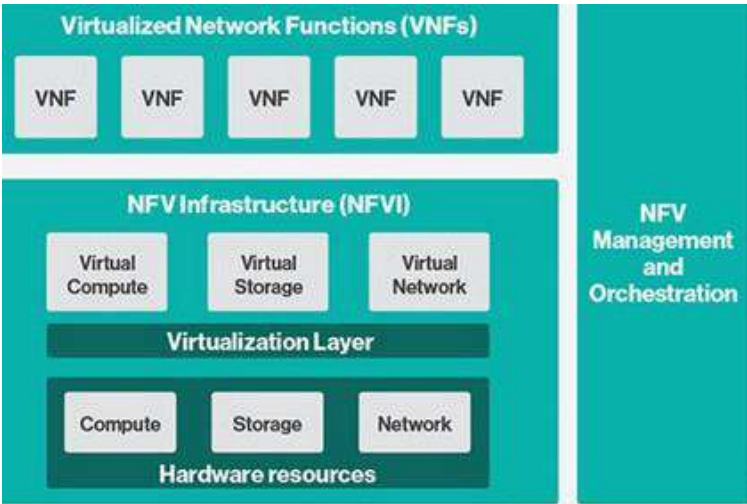 Virtualized Network Functions (VNFs)
VNF
VNF
VNF
VNF
VNF
NFV Infrastructure (NFVI)
Virtual
Compute
Virtual
Storage
Virtual
Network
Virtualization Layer
Compute
Storage
Network
Hardware resources
NFV
Management
and
Orchestration